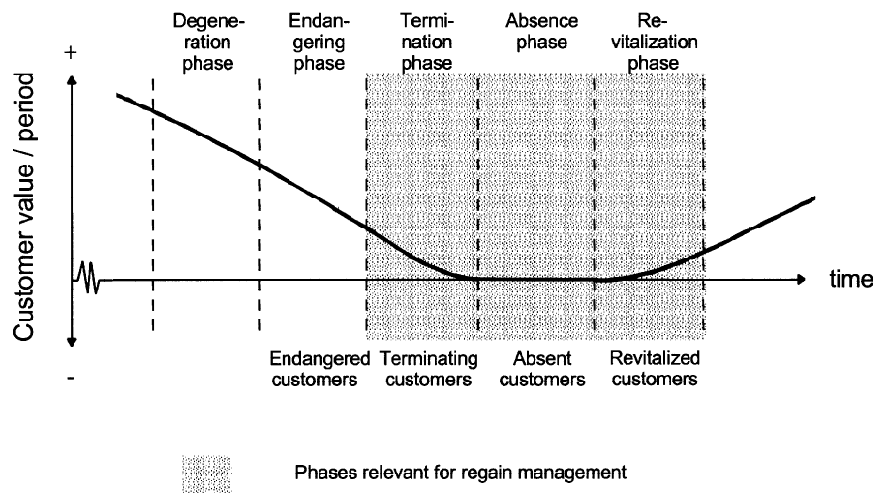 Degene-
ration
phase
Endan-
gering
phase
Termi-
nation
phase
Absence
phase
Re-
vitalization
phase
+
Customer value / period
time
-
Endangered
customers
Terminating
customers
Absent
customers
Revitalized
customers
Phases relevant for regain management